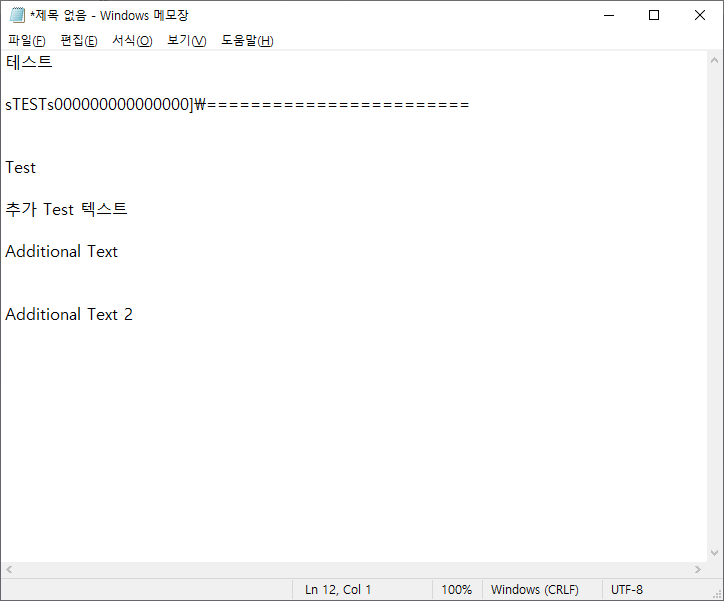 *제목 없음 - Windows 메모장
파일(F) 편집(E) 서식(O) 보기(V) 도움말(H)
테스트
sTESTs000000000000000]₩========================
Test
추가 Test 텍스트
Additional Text
Additional Text 2
Ln 12, Col 1 100% Windows (CRLF) UTF-8